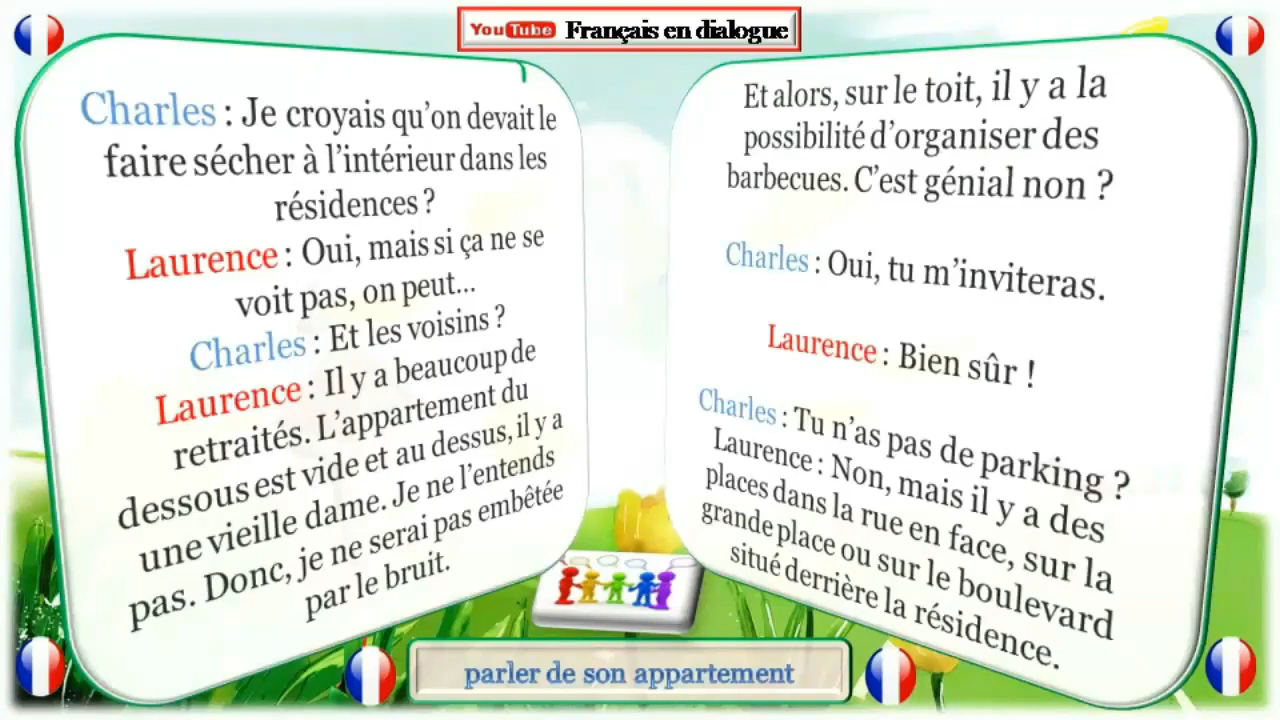 YouTube Français en dialogue
Charles : Je croyais qu'on devait le
faire sécher à l'intérieur dans les
résidences ?
Laurence : Oui, mais si ça ne se
voit pas, on peut...
Charles : Et les voisins ?
Laurence : Il y a beaucoup de
retraités. L'appartement du
dessous est vide et au dessus, il y a
une vieille dame. Je ne l'entends
pas. Donc, je ne serai pas embêtée
par le bruit.
Et alors, sur le toit, il y a la
possibilité d'organiser des
barbecues. C'est génial non ?
Charles : Oui, tu m'inviteras.
Laurence : Bien sûr !
Charles : Tu n'as pas de parking ?
Laurence : Non, mais il y a des
places dans la rue en face, sur la
grande place ou sur le boulevard
situé derrière la résidence.
parler de son appartement